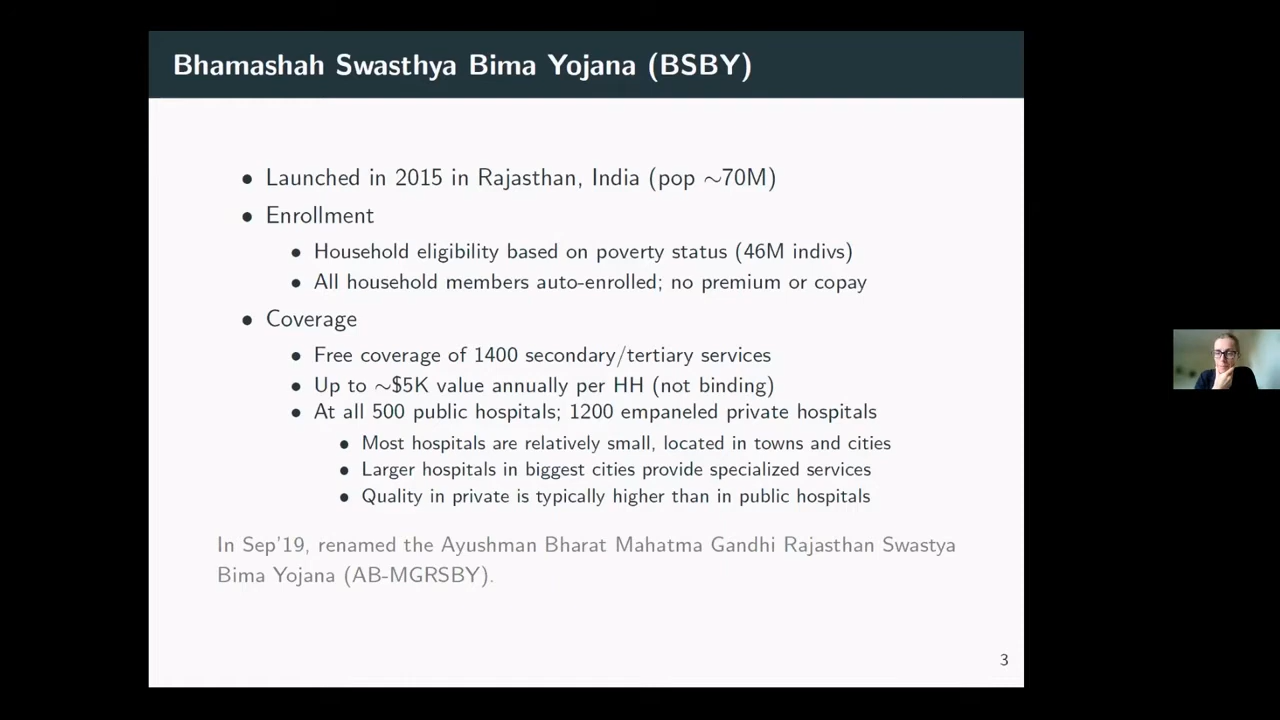 Bhamashah Swasthya Bima Yojana (BSBY)
• Launched in 2015 in Rajasthan, India (pop ~70M)
• Enrollment
• Household eligibility based on poverty status (46M indivs)
• All household members auto-enrolled; no premium or copay
• Coverage
• Free coverage of 1400 secondary/tertiary services
• Up to ~$5K value annually per HH (not binding)
• At all 500 public hospitals; 1200 empaneled private hospitals
• Most hospitals are relatively small, located in towns and cities
• Larger hospitals in biggest cities provide specialized services
• Quality in private is typically higher than in public hospitals
In Sep'19, renamed the Ayushman Bharat Mahatma Gandhi Rajasthan Swastya
Bima Yojana (AB-MGRSBY).
3